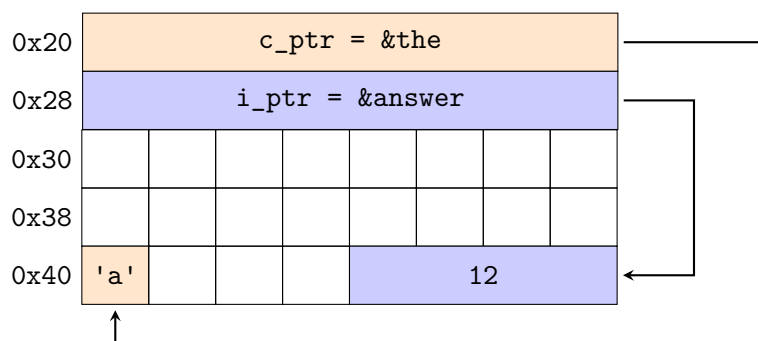 0x20 c_ptr = &the
0x28 i_ptr = &answer
0x30
0x38
0x40 'a' 12